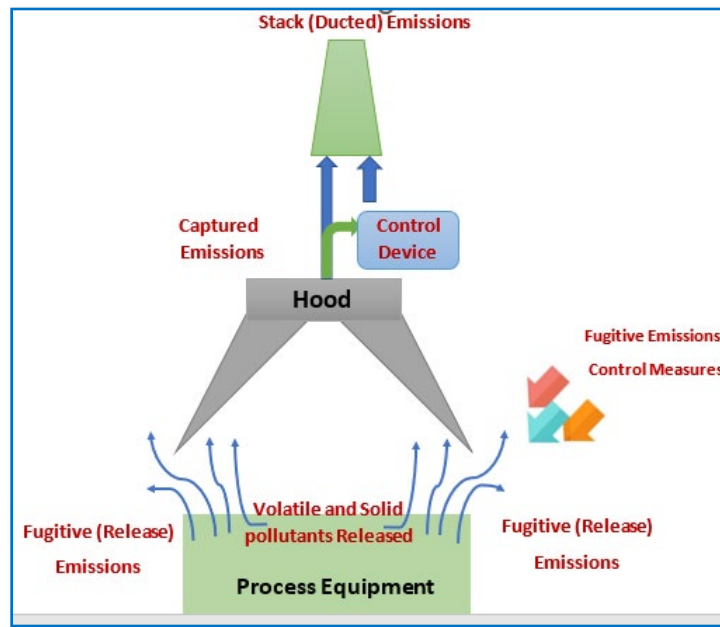 Stack (Ducted) Emissions
Captured
Emissions
Control
Device
Hood
Fugitive Emissions
Control Measures
Volatile and Solid
pollutants Released
Fugitive (Release)
Emissions
Fugitive (Release)
Emissions
Process Equipment